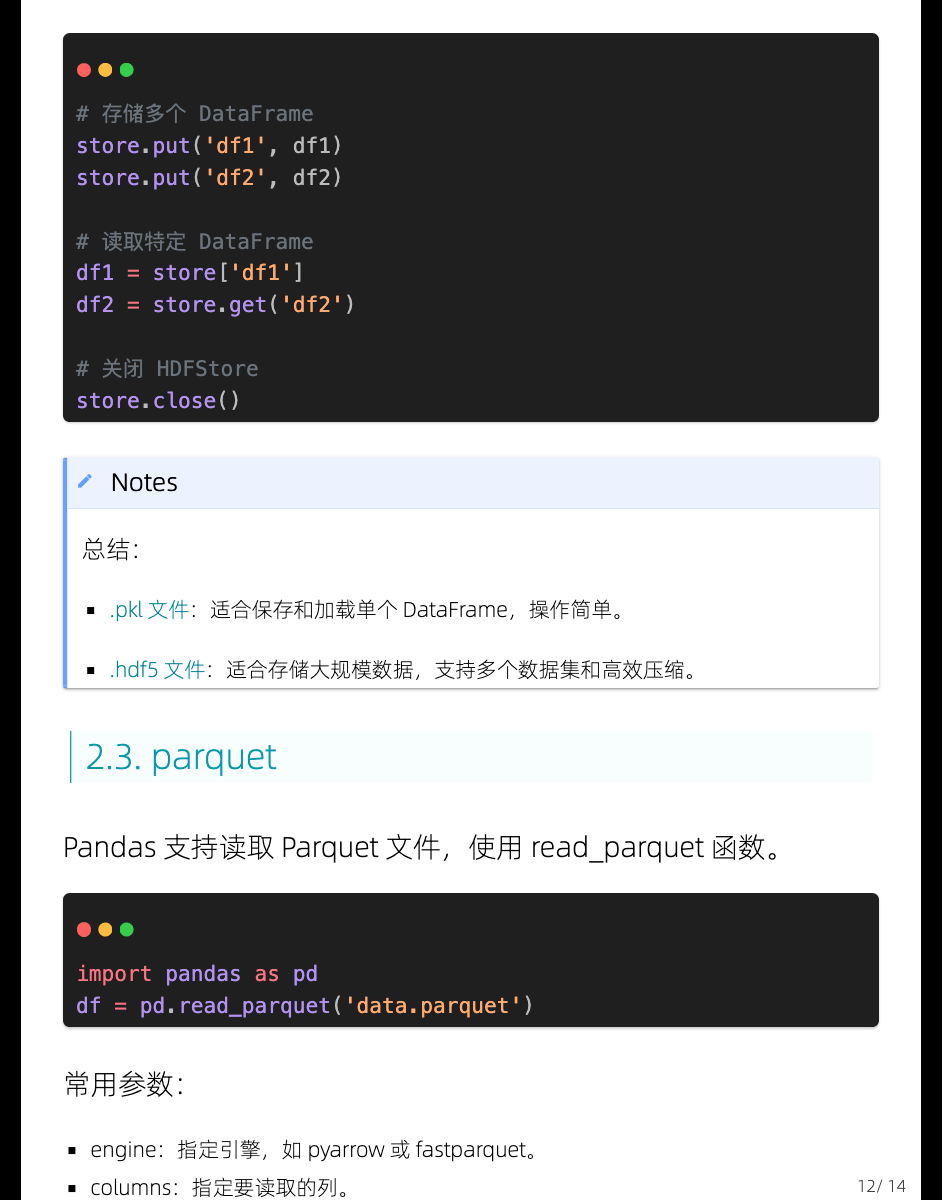 # 存储多个 DataFrame
store.put('df1', df1)
store.put('df2', df2)
# 读取特定 DataFrame
df1 = store['df1']
df2 = store.get('df2')
# 关闭 HDFStore
store.close()
Notes
总结：
▪ .pkl 文件：适合保存和加载单个 DataFrame，操作简单。
▪ .hdf5 文件：适合存储大规模数据，支持多个数据集和高效压缩。
2.3. parquet
Pandas 支持读取 Parquet 文件，使用 read_parquet 函数。
import pandas as pd
df = pd.read_parquet('data.parquet')
常用参数：
▪ engine：指定引擎，如 pyarrow 或 fastparquet。
▪ columns：指定要读取的列。
12/ 14